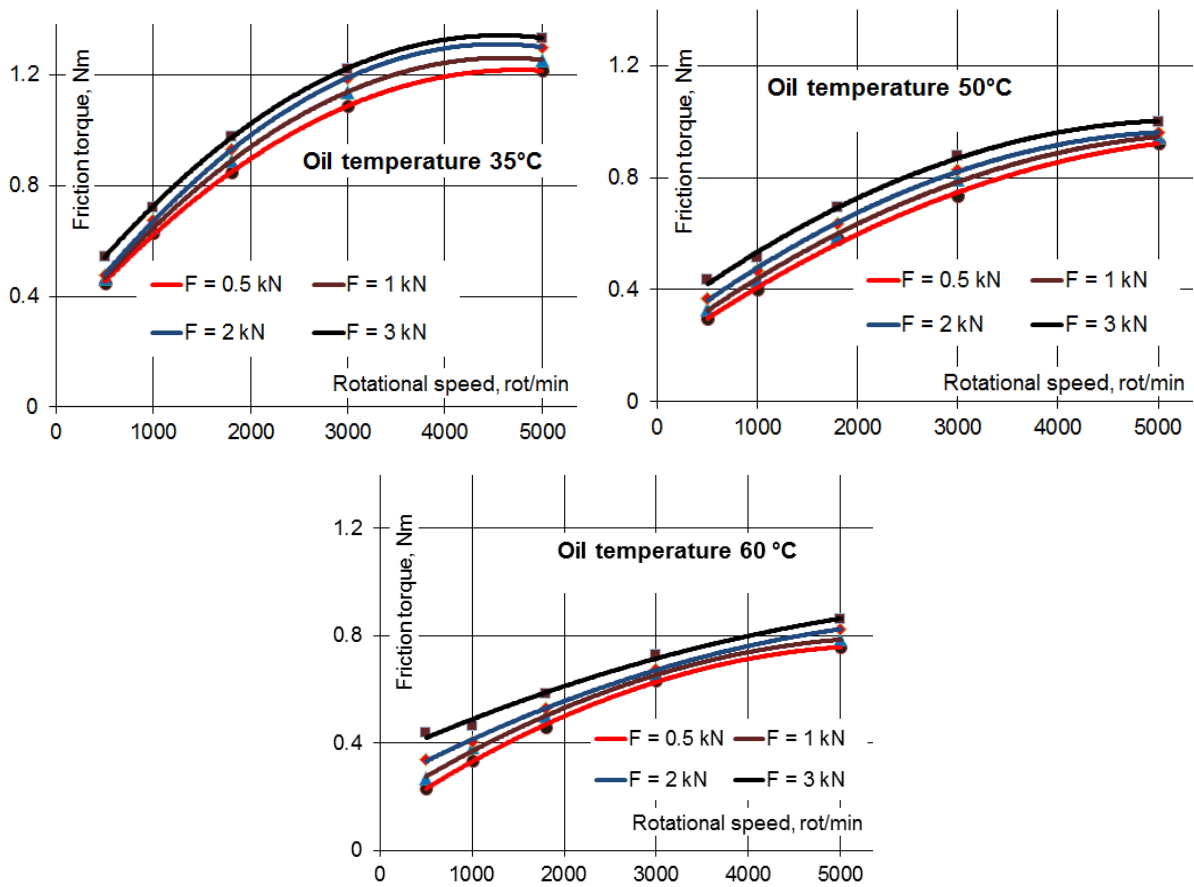 Friction torque, Nm
1.2
0.8
0.4
0
Oil temperature 35°C
F = 0.5 kN F = 1 kN
F = 2 kN F = 3 kN
Rotational speed, rot/min
0 1000 2000 3000 4000 5000
Friction torque, Nm
1.2
0.8
0.4
0
Oil temperature 50°C
F = 0.5 kN F = 1 kN
F = 2 kN F = 3 kN
Rotational speed, rot/min
0 1000 2000 3000 4000 5000
Friction torque, Nm
1.2
0.8
0.4
0
Oil temperature 60 °C
F = 0.5 kN F = 1 kN
F = 2 kN F = 3 kN
Rotational speed, rot/min
0 1000 2000 3000 4000 5000